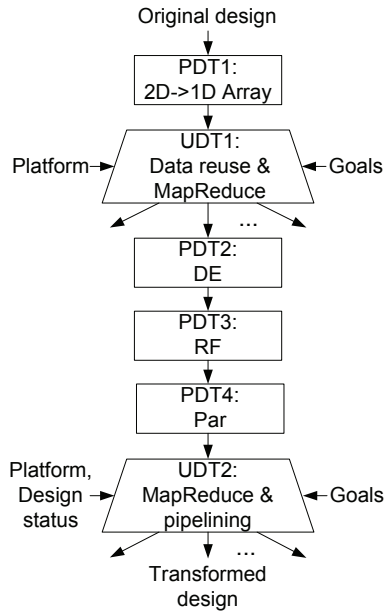 Original design
PDT1:
2D->1D Array
UDT1:
Data reuse &
MapReduce
Platform
Goals
...
PDT2:
DE
PDT3:
RF
PDT4:
Par
Platform,
Design
status
UDT2:
MapReduce &
pipelining
Goals
...
Transformed
design